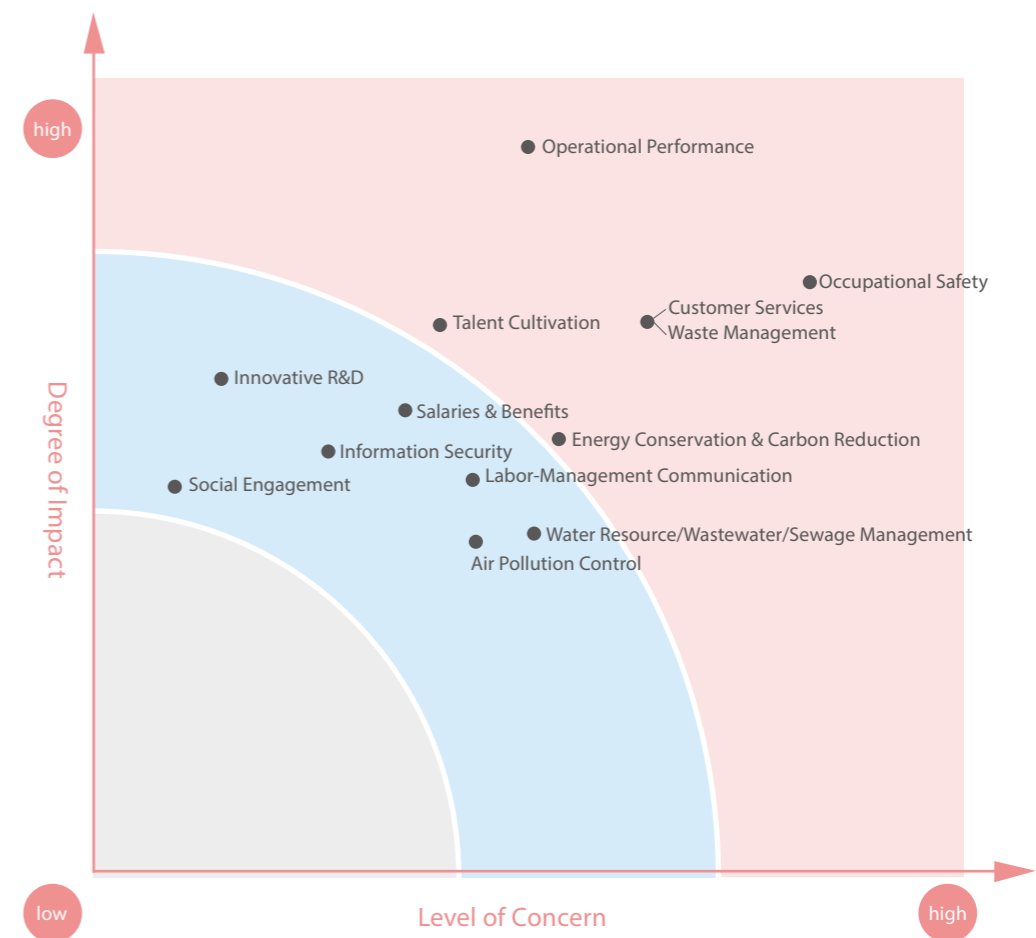 high
Operational Performance
Occupational Safety
Customer Services
Talent Cultivation
Waste Management
Innovative R&D
Salaries & Benefits
Energy Conservation & Carbon Reduction
Information Security
Labor-Management Communication
Social Engagement
Water Resource/Wastewater/Sewage Management
Air Pollution Control
Degree of Impact
low
Level of Concern
high